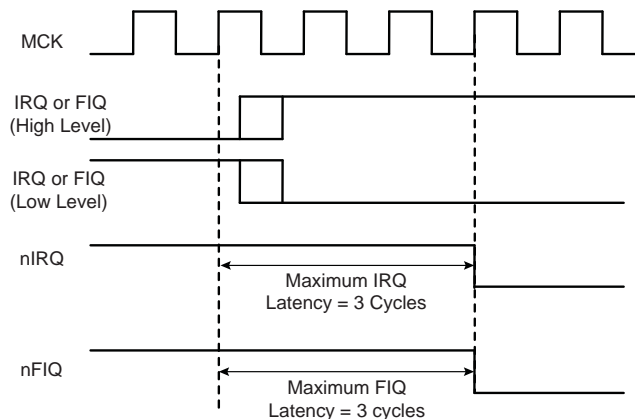 MCK
IRQ or FIQ
(High Level)
IRQ or FIQ
(Low Level)
nIRQ
Maximum IRQ
Latency = 3 Cycles
nFIQ
Maximum FIQ
Latency = 3 cycles